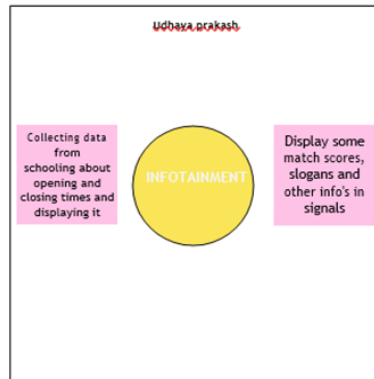 Udhaya prakash
Collecting data
from
schooling about
opening and
closing times and
displaying it
INFOTAINMENT
Display some
match scores,
slogans and
other info's in
signals